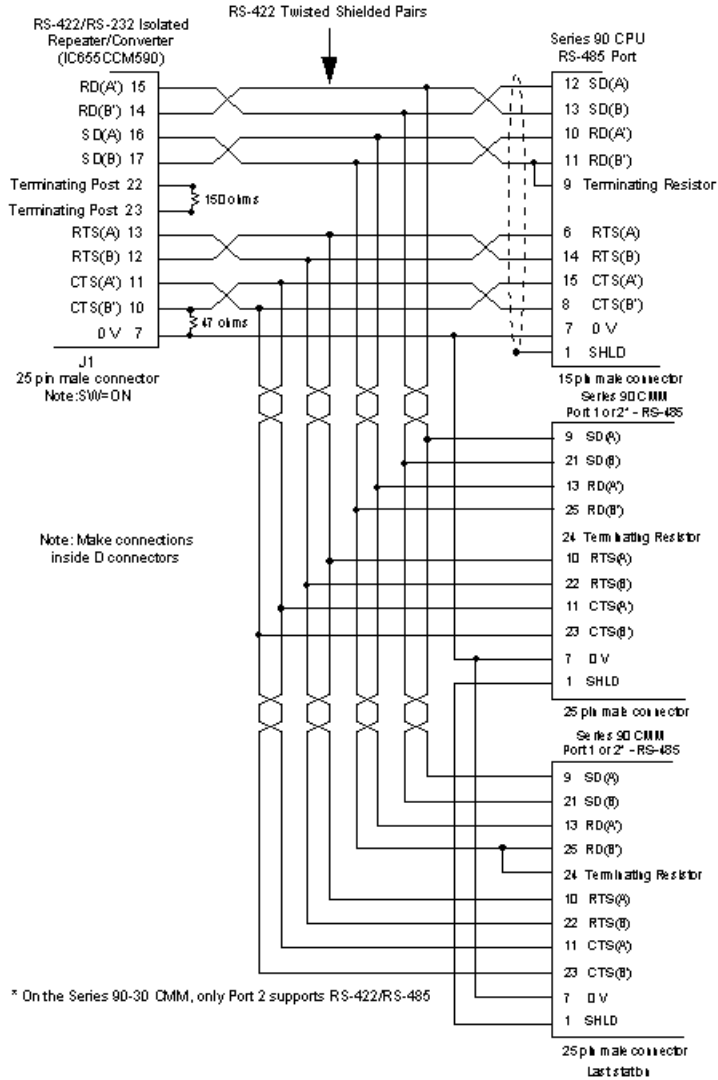 RS-422 Twisted Shielded Pairs
RS-422/RS-232 Isolated
Repeater/Converter
(IC655CCM590)
RD(A') 15
RD(B') 14
SD(A) 16
SD(B) 17
Terminating Post 22
150 ohms
Terminating Post 23
RTS(A) 13
RTS(B) 12
CTS(A') 11
CTS(B') 10
47 ohms
0V 7
J1
25 pin male connector
Note:SW=ON
Series 90 CPU
RS-485 Port
12 SD(A)
13 SD(B)
10 RD(A')
11 RD(B')
9 Terminating Resistor
6 RTS(A)
14 RTS(B)
15 CTS(A')
8 CTS(B')
7 0V
1 SHLD
15 pin male connector
Series 90 CMM
Port 1 or 2* - RS-485
9 SD(A)
21 SD(B)
13 RD(A')
25 RD(B')
24 Terminating Resistor
10 RTS(A)
22 RTS(B)
11 CTS(A')
23 CTS(B')
7 0V
1 SHLD
25 pin male connector
Note: Make connections
inside D connectors
Series 90 CMM
Port 1 or 2* - RS-485
9 SD(A)
21 SD(B)
13 RD(A')
25 RD(B')
24 Terminating Resistor
10 RTS(A)
22 RTS(B)
11 CTS(A')
23 CTS(B')
7 0V
1 SHLD
25 pin male connector
Last station
* On the Series 90-30 CMM, only Port 2 supports RS-422/RS-485